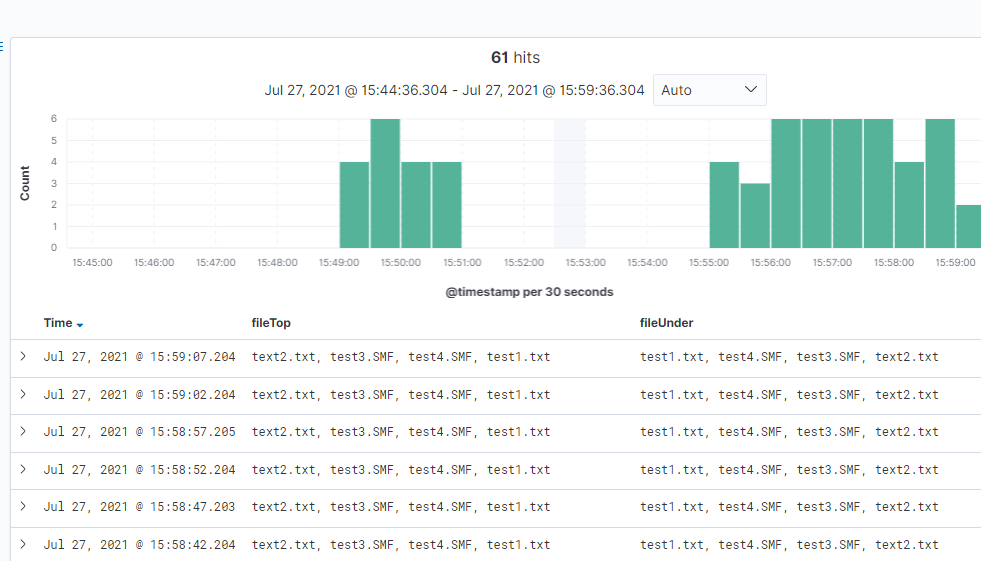 61 hits
Jul 27, 2021 @ 15:44:36.304 - Jul 27, 2021 @ 15:59:36.304 Auto
Count
6
5
4
3
2
1
0
15:45:00 15:46:00 15:47:00 15:48:00 15:49:00 15:50:00 15:51:00 15:52:00 15:53:00 15:54:00 15:55:00 15:56:00 15:57:00 15:58:00 15:59:00
@timestamp per 30 seconds
Time fileTop fileUnder
Jul 27, 2021 @ 15:59:07.204 text2.txt, test3.SMF, test4.SMF, test1.txt test1.txt, test4.SMF, test3.SMF, text2.txt
Jul 27, 2021 @ 15:59:02.204 text2.txt, test3.SMF, test4.SMF, test1.txt test1.txt, test4.SMF, test3.SMF, text2.txt
Jul 27, 2021 @ 15:58:57.205 text2.txt, test3.SMF, test4.SMF, test1.txt test1.txt, test4.SMF, test3.SMF, text2.txt
Jul 27, 2021 @ 15:58:52.204 text2.txt, test3.SMF, test4.SMF, test1.txt test1.txt, test4.SMF, test3.SMF, text2.txt
Jul 27, 2021 @ 15:58:47.203 text2.txt, test3.SMF, test4.SMF, test1.txt test1.txt, test4.SMF, test3.SMF, text2.txt
Jul 27, 2021 @ 15:58:42.204 text2.txt, test3.SMF, test4.SMF, test1.txt test1.txt, test4.SMF, test3.SMF, text2.txt